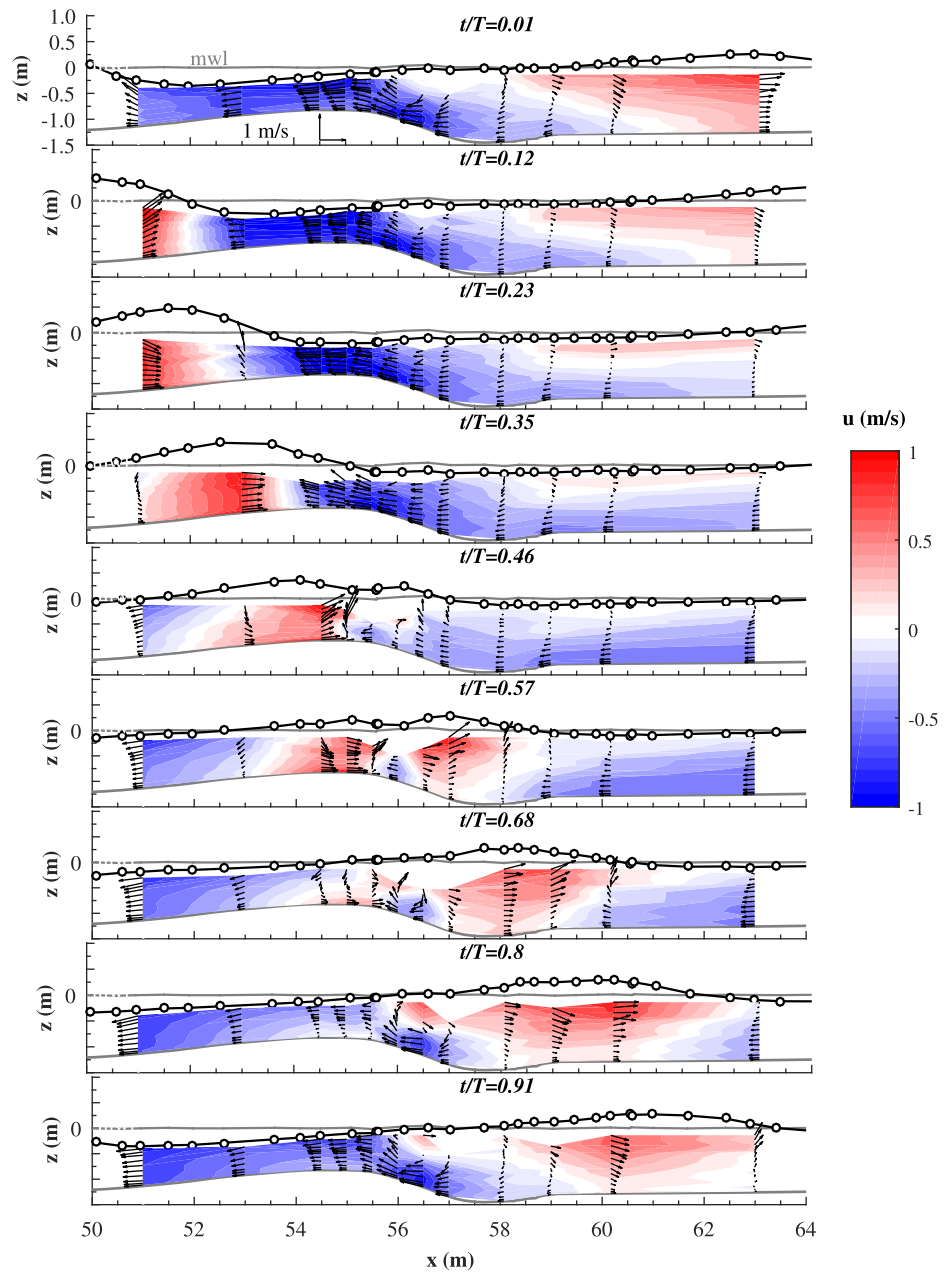 t/T=0.01
1.0
0.5
0
-0.5
-1.0
-1.5
z (m)
mwl
1 m/s
t/T=0.12
0
z (m)
t/T=0.23
0
z (m)
t/T=0.35
0
z (m)
t/T=0.46
0
z (m)
t/T=0.57
0
z (m)
t/T=0.68
0
z (m)
t/T=0.8
0
z (m)
t/T=0.91
0
z (m)
50 52 54 56 58 60 62 64
x (m)
u (m/s)
1
0.5
0
-0.5
-1